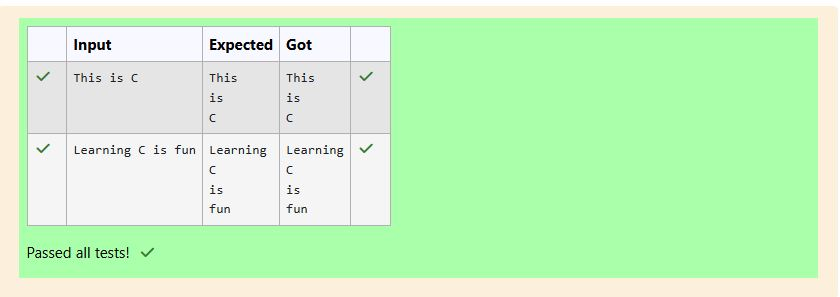 Input Expected Got
This is C This This
is is
C C
Learning C is fun Learning Learning
C C
is is
fun fun
Passed all tests!